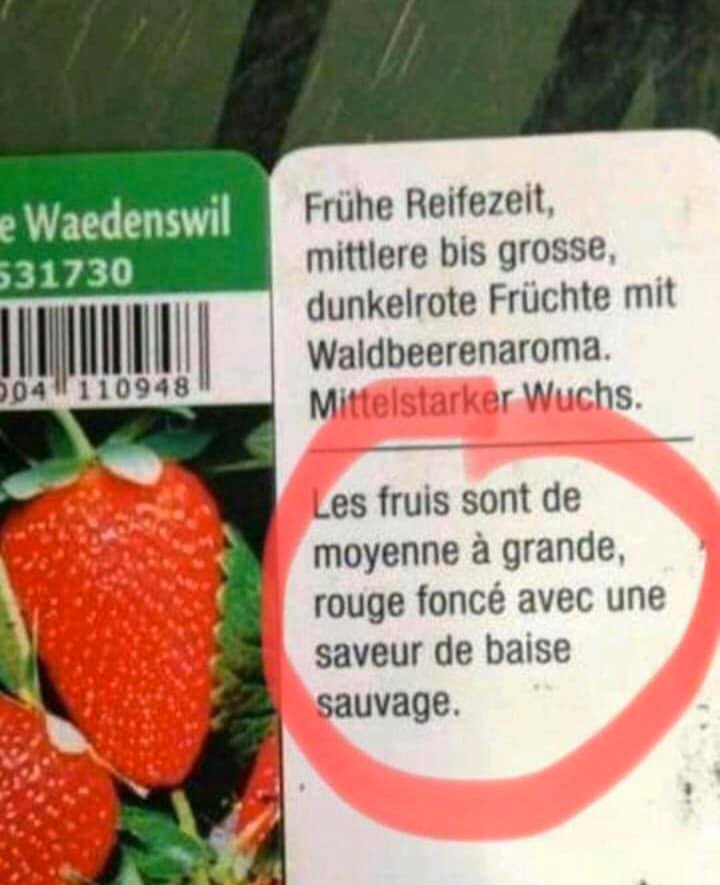 e Waedenswil
531730
004 110948
Frühe Reifezeit,
mittlere bis grosse,
dunkelrote Früchte mit
Waldbeerenaroma.
Mittelstarker Wuchs.
Les fruis sont de
moyenne à grande,
rouge foncé avec une
saveur de baise
sauvage.